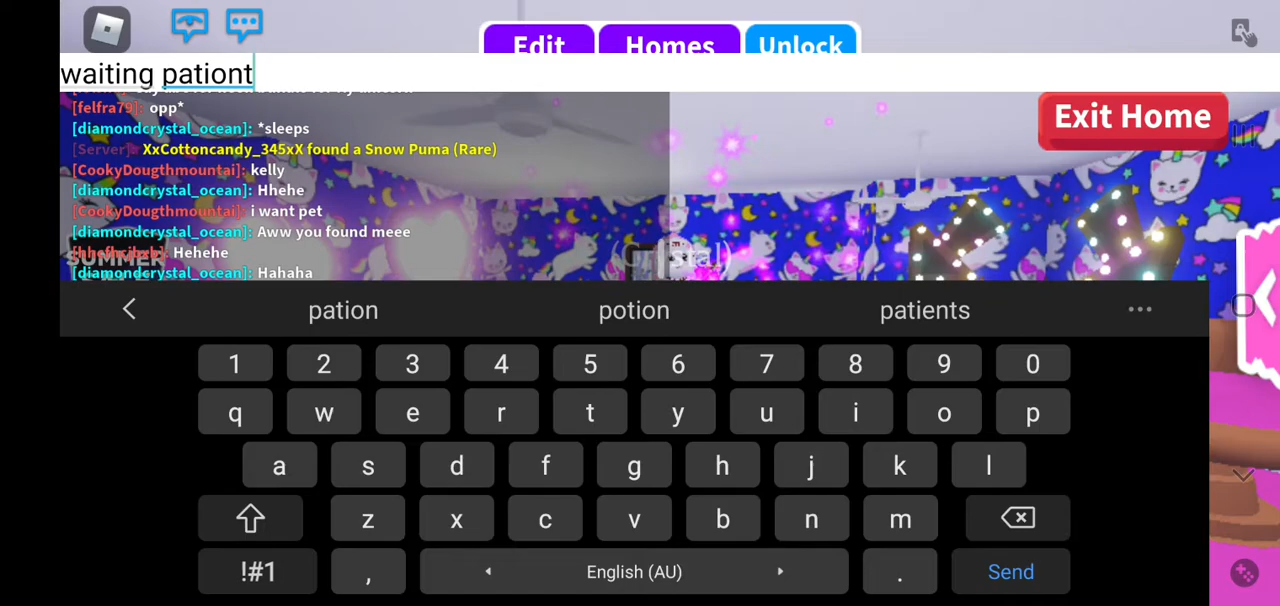 Edit Homes Unlock
waiting pationt
[felfra79]: opp*
[diamondcrystal_ocean]: *sleeps
[Server]: XxCottoncandy_345xX found a Snow Puma (Rare)
[CookyDougthmountai]: kelly
[diamondcrystal_ocean]: Hhehe
[CookyDougthmountai]: i want pet
[diamondcrystal_ocean]: Aww you found meee
Hehehe
[diamondcrystal_ocean]: Hahaha
Exit Home
SUMMER
pation potion patients
1 2 3 4 5 6 7 8 9 0
q w e r t y u i o p
a s d f g h j k l
z x c v b n m
!#1 , English (AU) . Send